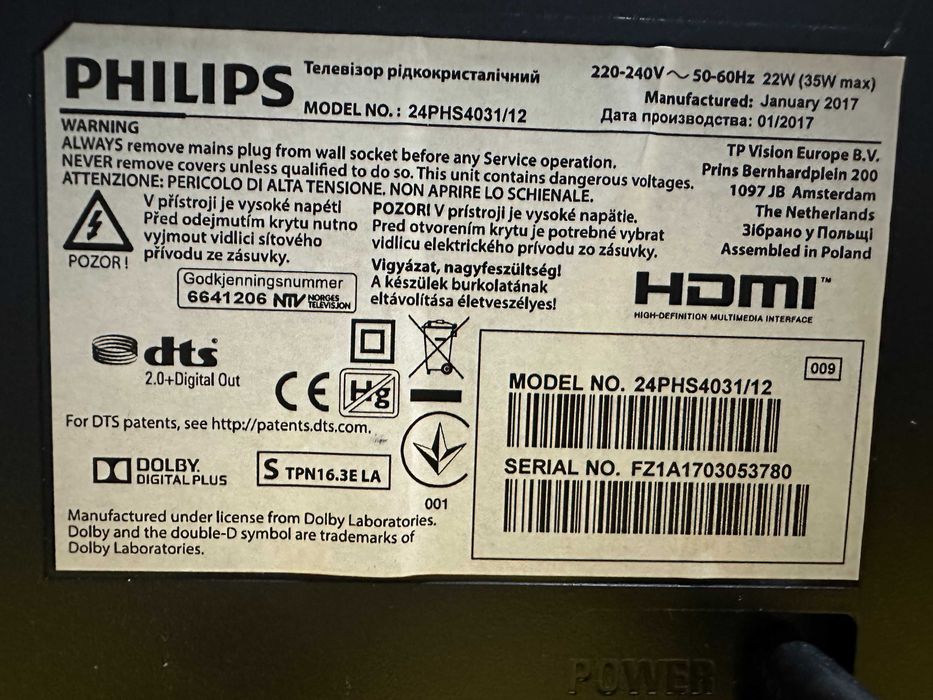 PHILIPS
Телевізор рідкокристалічний
MODEL NO.: 24PHS4031/12
220-240V ~ 50-60Hz 22W (35W max)
Manufactured: January 2017
Дата производства: 01/2017
WARNING
ALWAYS remove mains plug from wall socket before any Service operation.
NEVER remove covers unless qualified to do so. This unit contains dangerous voltages.
ATTENZIONE: PERICOLO DI ALTA TENSIONE. NON APRIRE LO SCHIENALE.
TP Vision Europe B.V.
Prins Bernhardplein 200
1097 JB Amsterdam
The Netherlands
Зібрано у Польщі
Assembled in Poland
POZOR!
V přístroji je vysoké napětí
Před odejmutím krytu nutno
vyjmout vidlici síťového
přívodu ze zásuvky.
POZOR! V prístroji je vysoké napätie.
Pred otvorením krytu je potrebné vybrat
vidlicu elektrického prívodu zo zásuvky.
Vigyázat, nagyfeszültség!
A készülek burkolatának
eltávolítása életveszélyes!
Godkjenningsnummer
6641206 NTV NORGES TELEVISJON
HDMI™
HIGH-DEFINITION MULTIMEDIA INTERFACE
dts
2.0+Digital Out
CE
Hg
For DTS patents, see http://patents.dts.com.
DOLBY
DIGITAL PLUS
S TPN16.3E LA
001
Manufactured under license from Dolby Laboratories.
Dolby and the double-D symbol are trademarks of
Dolby Laboratories.
009
MODEL NO. 24PHS4031/12
SERIAL NO. FZ1A1703053780
POWER